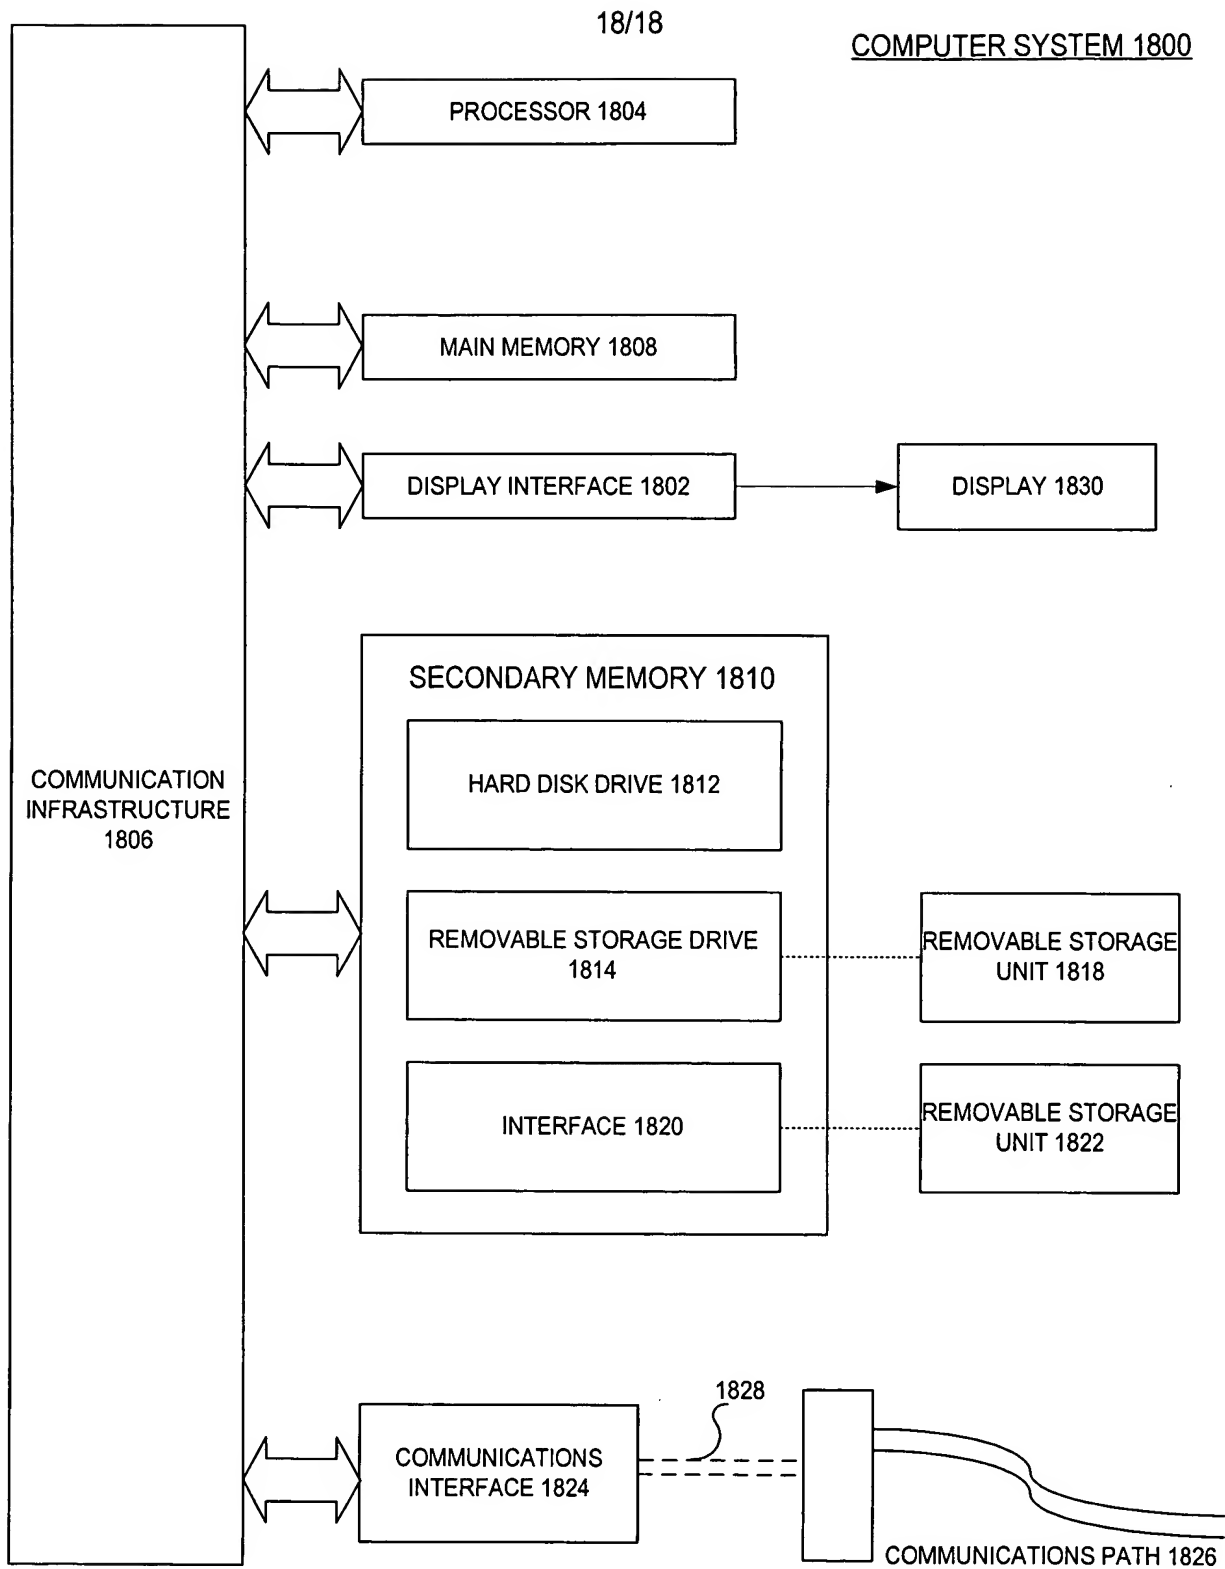 18/18
COMPUTER SYSTEM 1800
PROCESSOR 1804
MAIN MEMORY 1808
DISPLAY INTERFACE 1802
DISPLAY 1830
SECONDARY MEMORY 1810
HARD DISK DRIVE 1812
COMMUNICATION
INFRASTRUCTURE
1806
REMOVABLE STORAGE DRIVE
1814
REMOVABLE STORAGE
UNIT 1818
INTERFACE 1820
REMOVABLE STORAGE
UNIT 1822
1828
COMMUNICATIONS
INTERFACE 1824
COMMUNICATIONS PATH 1826